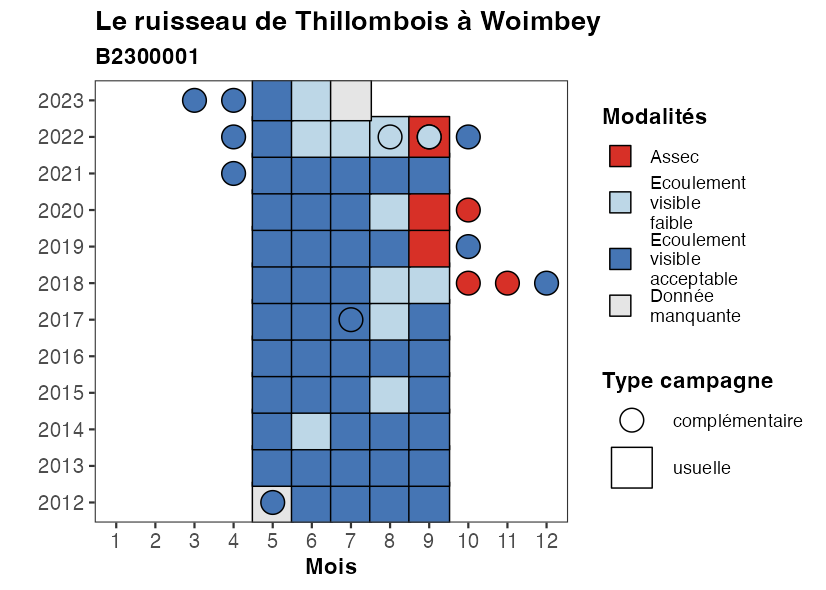 Le ruisseau de Thillombois à Woimbey
B2300001
2023
2022
2021
2020
2019
2018
2017
2016
2015
2014
2013
2012
1 2 3 4 5 6 7 8 9 10 11 12
Mois
Modalités
Assec
Ecoulement
visible
faible
Ecoulement
visible
acceptable
Donnée
manquante
Type campagne
complémentaire
usuelle